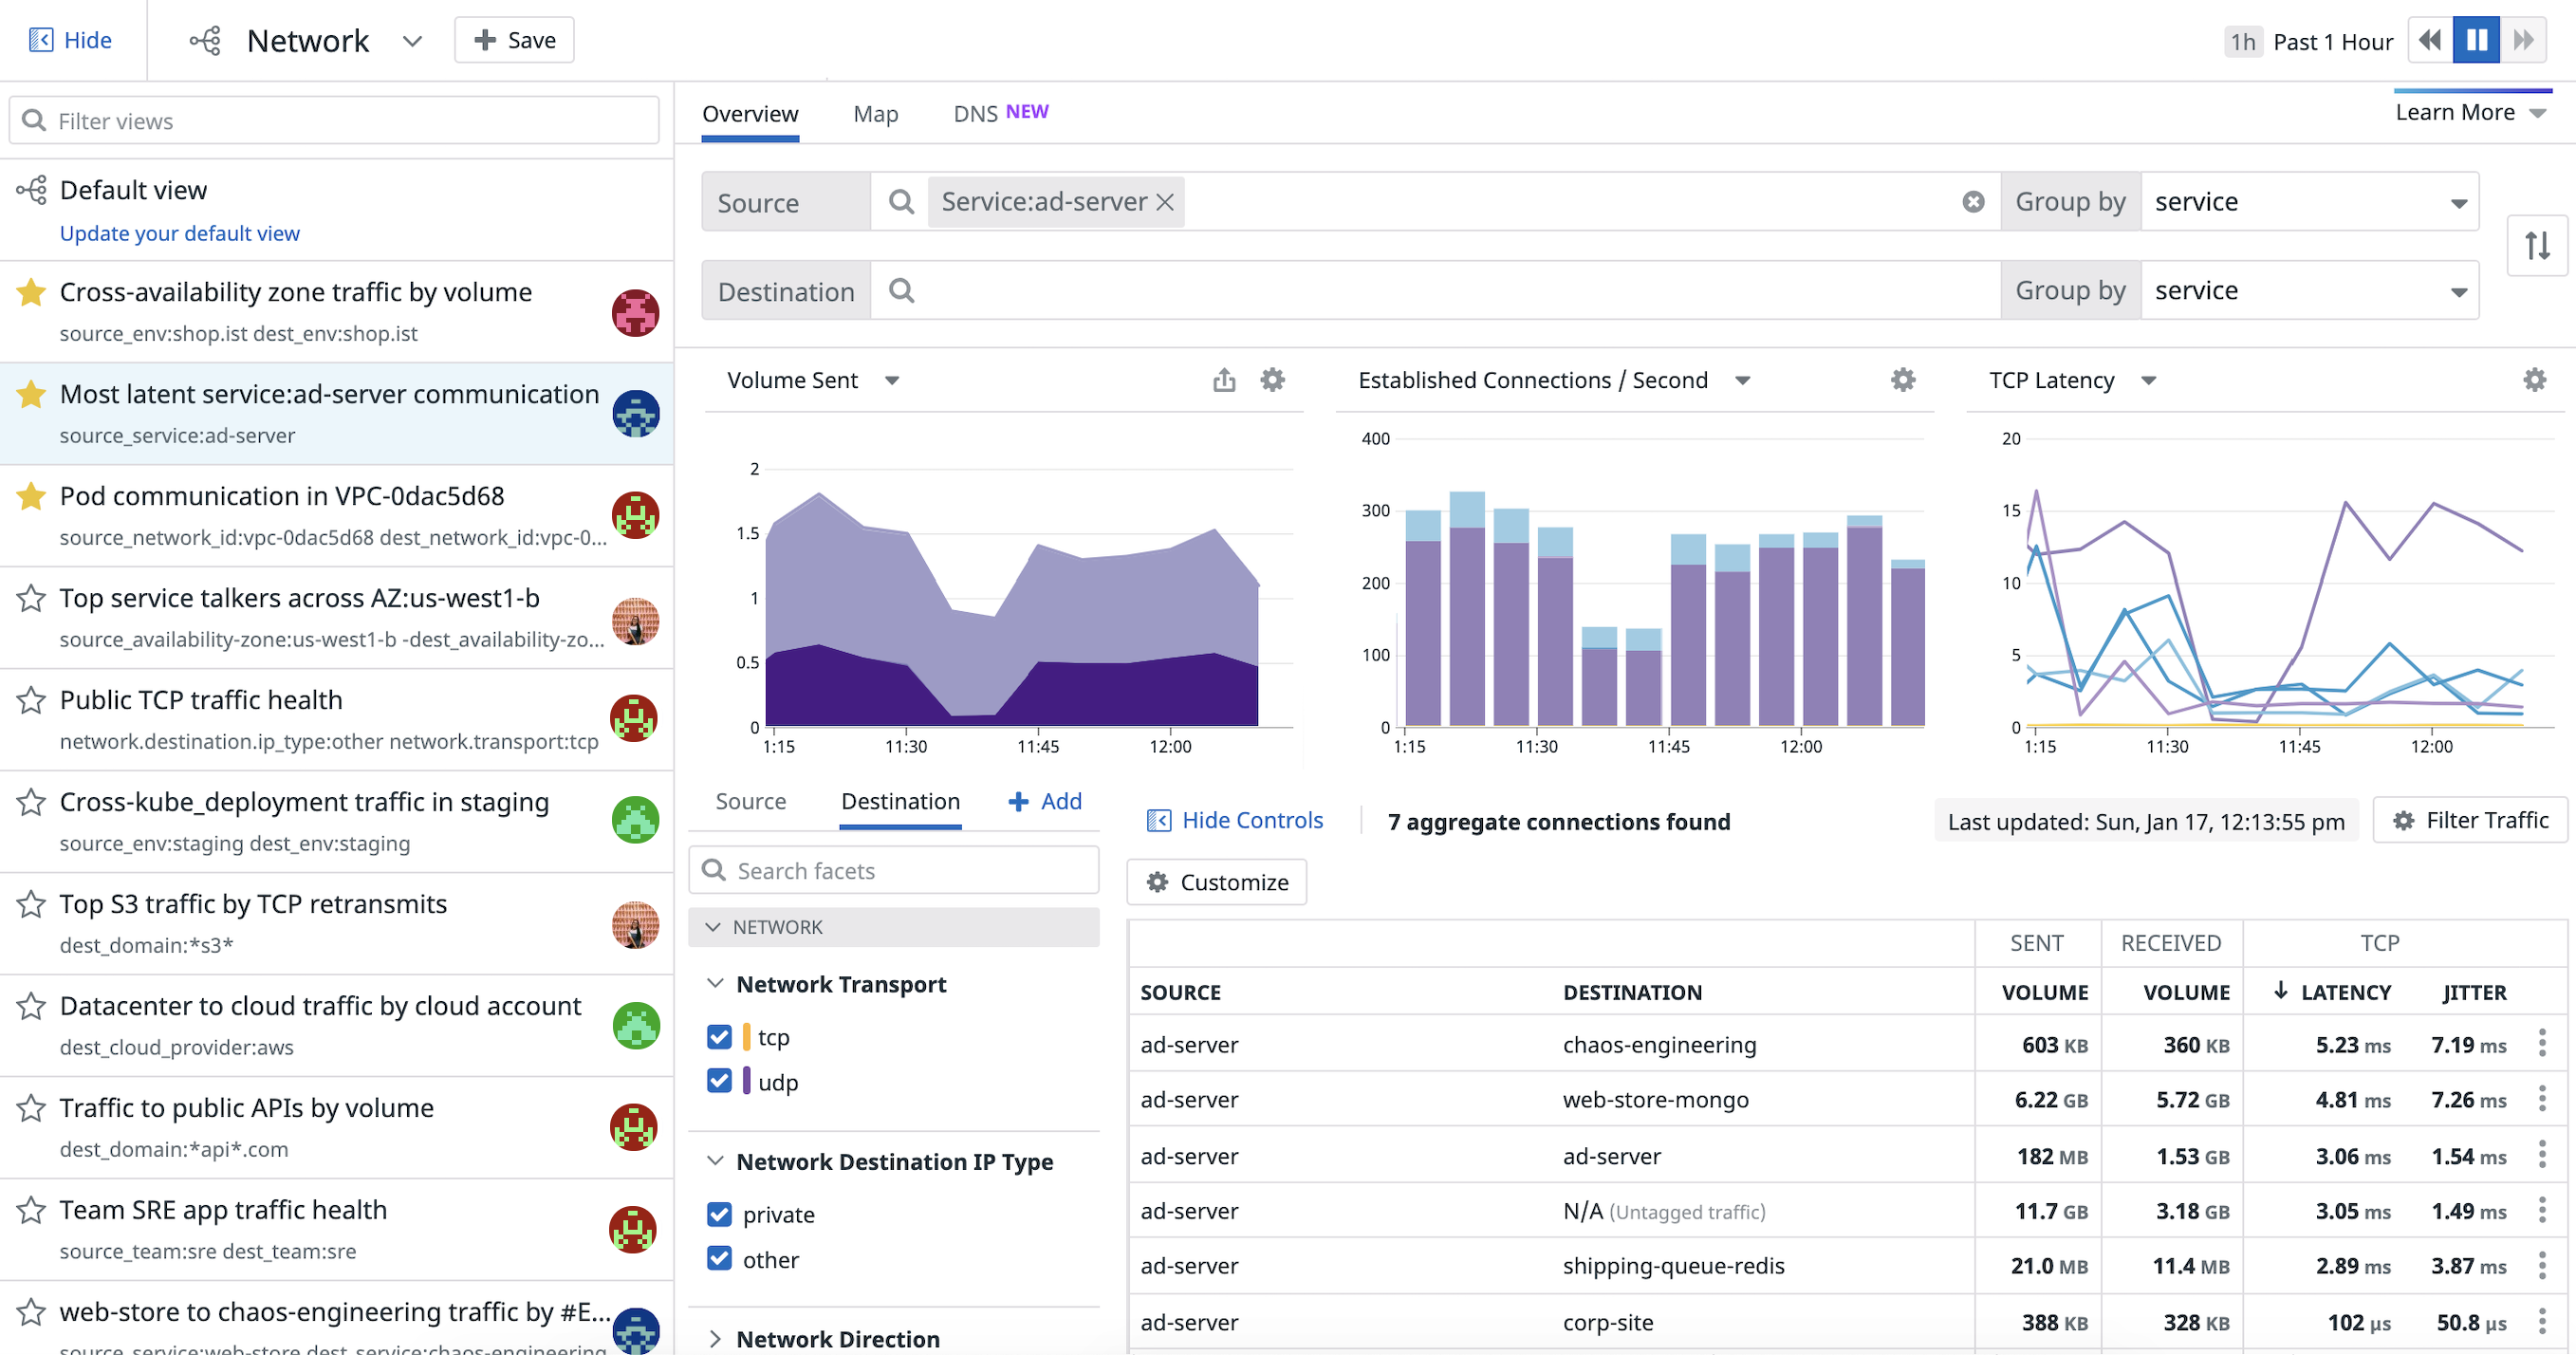 Hide
Network
Save
1h Past 1 Hour
Filter views
Default view
Update your default view
Cross-availability zone traffic by volume
source_env:shop.ist dest_env:shop.ist
Most latent service:ad-server communication
source_service:ad-server
Pod communication in VPC-0dac5d68
source_network_id:vpc-0dac5d68 dest_network_id:vpc-0...
Top service talkers across AZ:us-west1-b
source_availability-zone:us-west1-b -dest_availability-zo...
Public TCP traffic health
network.destination.ip_type:other network.transport:tcp
Cross-kube_deployment traffic in staging
source_env:staging dest_env:staging
Top S3 traffic by TCP retransmits
dest_domain:*s3*
Datacenter to cloud traffic by cloud account
dest_cloud_provider:aws
Traffic to public APIs by volume
dest_domain:*api*.com
Team SRE app traffic health
source_team:sre dest_team:sre
web-store to chaos-engineering traffic by #E...
source_service:web-store dest_service:chaos-engineering
Overview Map DNS NEW
Learn More
Source Service:ad-server Group by service
Destination Group by service
Volume Sent
2
1.5
1
0.5
0
1:15 11:30 11:45 12:00
Established Connections / Second
400
300
200
100
0
1:15 11:30 11:45 12:00
TCP Latency
20
15
10
5
0
1:15 11:30 11:45 12:00
Source Destination Add
Search facets
NETWORK
Network Transport
tcp
udp
Network Destination IP Type
private
other
Network Direction
Hide Controls
7 aggregate connections found
Last updated: Sun, Jan 17, 12:13:55 pm
Filter Traffic
Customize
SENT RECEIVED TCP
SOURCE DESTINATION VOLUME VOLUME LATENCY JITTER
ad-server chaos-engineering 603 KB 360 KB 5.23 ms 7.19 ms
ad-server web-store-mongo 6.22 GB 5.72 GB 4.81 ms 7.26 ms
ad-server ad-server 182 MB 1.53 GB 3.06 ms 1.54 ms
ad-server N/A (Untagged traffic) 11.7 GB 3.18 GB 3.05 ms 1.49 ms
ad-server shipping-queue-redis 21.0 MB 11.4 MB 2.89 ms 3.87 ms
ad-server corp-site 388 KB 328 KB 102 µs 50.8 µs